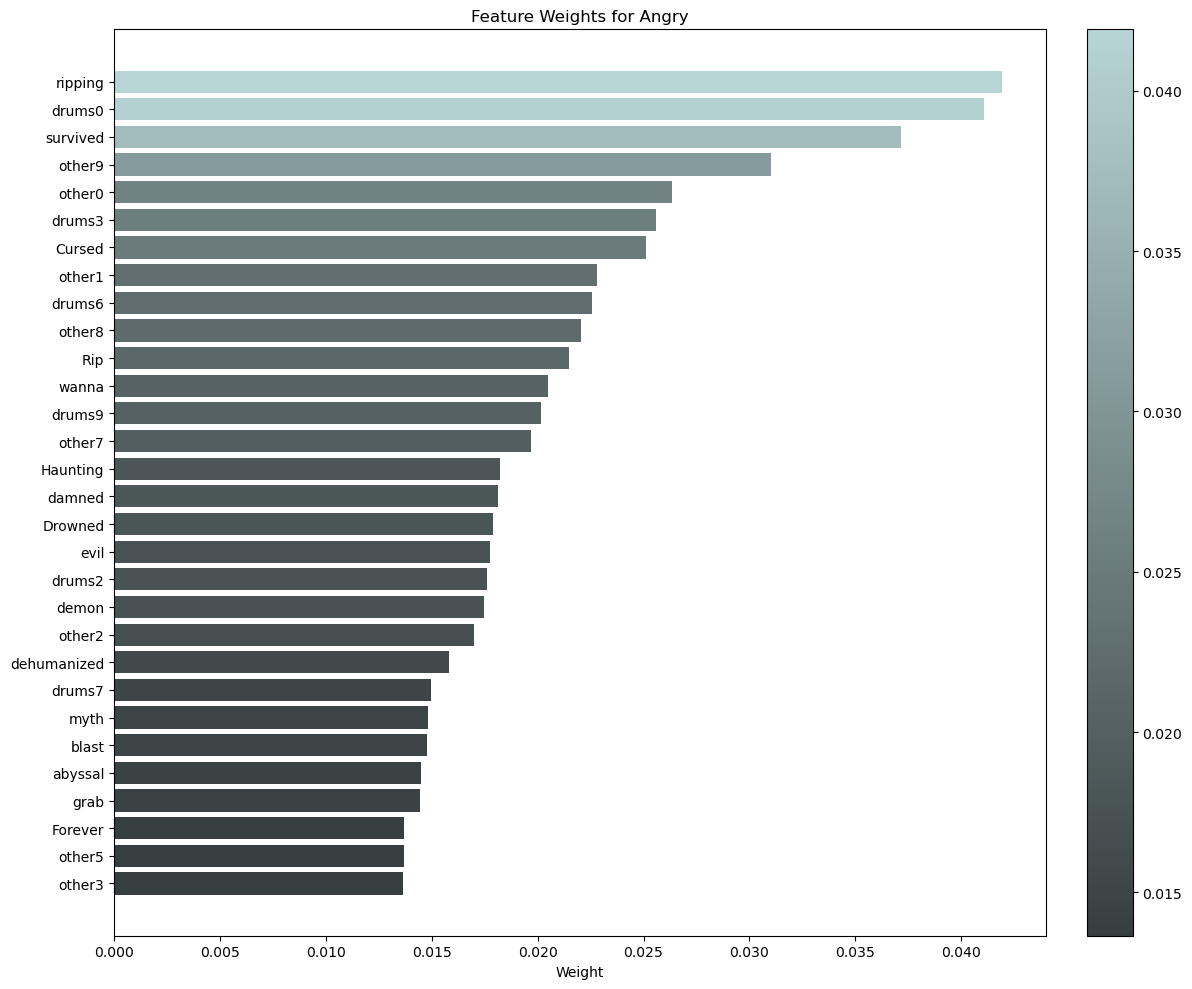 Feature Weights for Angry
ripping
drums0
survived
other9
other0
drums3
Cursed
other1
drums6
other8
Rip
wanna
drums9
other7
Haunting
damned
Drowned
evil
drums2
demon
other2
dehumanized
drums7
myth
blast
abyssal
grab
Forever
other5
other3
0.000 0.005 0.010 0.015 0.020 0.025 0.030 0.035 0.040
Weight
0.040
0.035
0.030
0.025
0.020
0.015